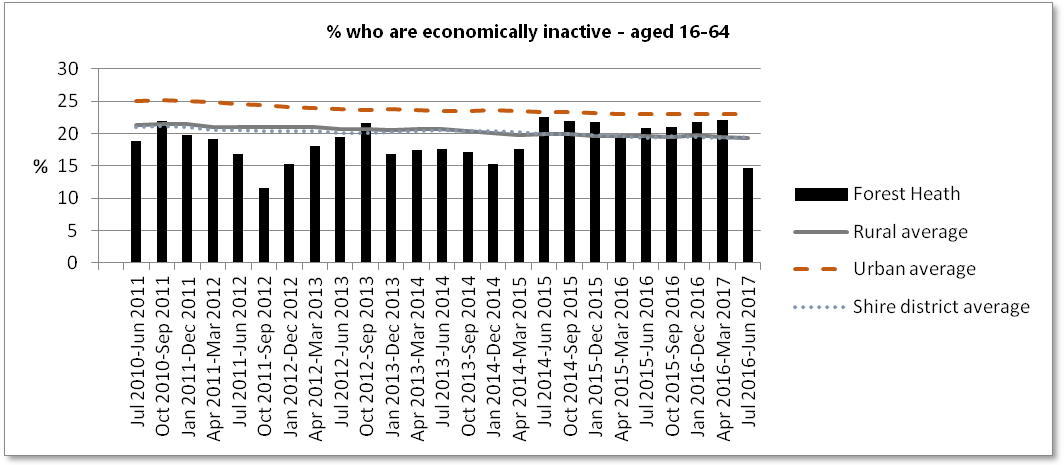 % who are economically inactive - aged 16-64
30
25
20
15
10
5
0
%
Jul 2010-Jun 2011
Oct 2010-Sep 2011
Jan 2011-Dec 2011
Apr 2011-Mar 2012
Jul 2011-Jun 2012
Oct 2011-Sep 2012
Jan 2012-Dec 2012
Apr 2012-Mar 2013
Jul 2012-Jun 2013
Oct 2012-Sep 2013
Jan 2013-Dec 2013
Apr 2013-Mar 2014
Jul 2013-Jun 2014
Oct 2013-Sep 2014
Jan 2014-Dec 2014
Apr 2014-Mar 2015
Jul 2014-Jun 2015
Oct 2014-Sep 2015
Jan 2015-Dec 2015
Apr 2015-Mar 2016
Jul 2015-Jun 2016
Oct 2015-Sep 2016
Jan 2016-Dec 2016
Apr 2016-Mar 2017
Jul 2016-Jun 2017
Forest Heath
Rural average
Urban average
Shire district average